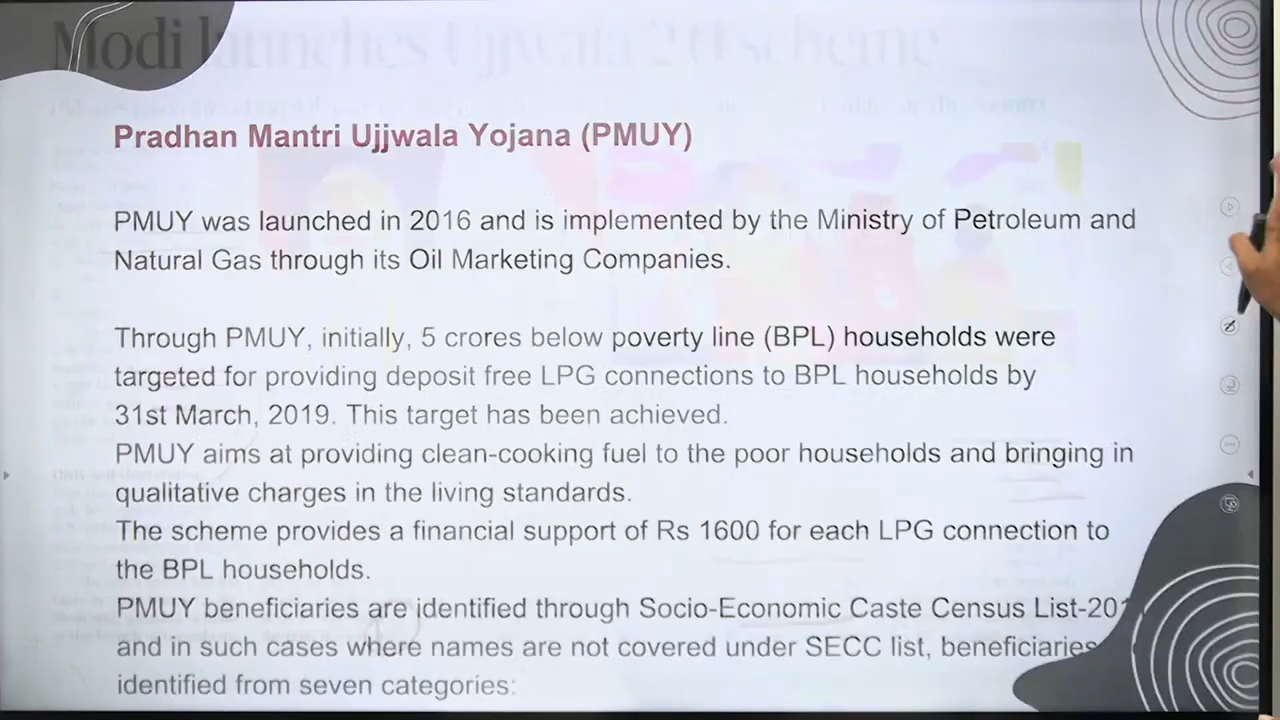 Modi launches Ujjwala 2.0 scheme
Pradhan Mantri Ujjwala Yojana (PMUY)
PMUY was launched in 2016 and is implemented by the Ministry of Petroleum and
Natural Gas through its Oil Marketing Companies.
Through PMUY, initially, 5 crores below poverty line (BPL) households were
targeted for providing deposit free LPG connections to BPL households by
31st March, 2019. This target has been achieved.
PMUY aims at providing clean-cooking fuel to the poor households and bringing in
qualitative charges in the living standards.
The scheme provides a financial support of Rs 1600 for each LPG connection to
the BPL households.
PMUY beneficiaries are identified through Socio-Economic Caste Census List-201
and in such cases where names are not covered under SECC list, beneficiaries
identified from seven categories: